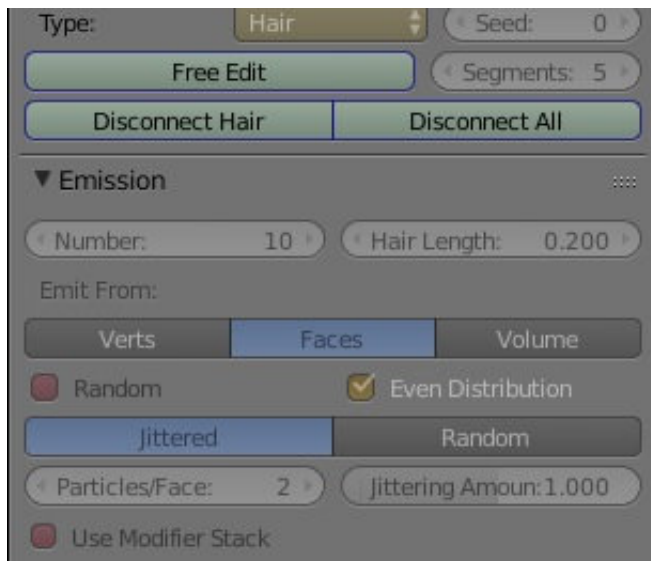 Type: Hair Seed: 0
Free Edit Segments: 5
Disconnect Hair Disconnect All
Emission
Number: 10 Hair Length: 0.200
Emit From:
Verts Faces Volume
Random Even Distribution
Jittered Random
Particles/Face: 2 Jittering Amoun:1.000
Use Modifier Stack